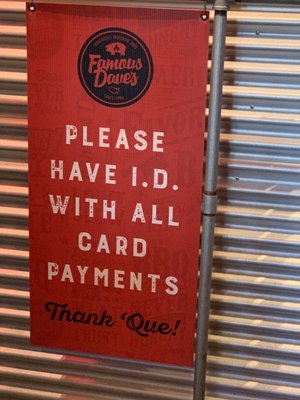 Famous
Dave's
PLEASE
HAVE I.D.
WITH ALL
CARD
PAYMENTS
Thank 'Que!